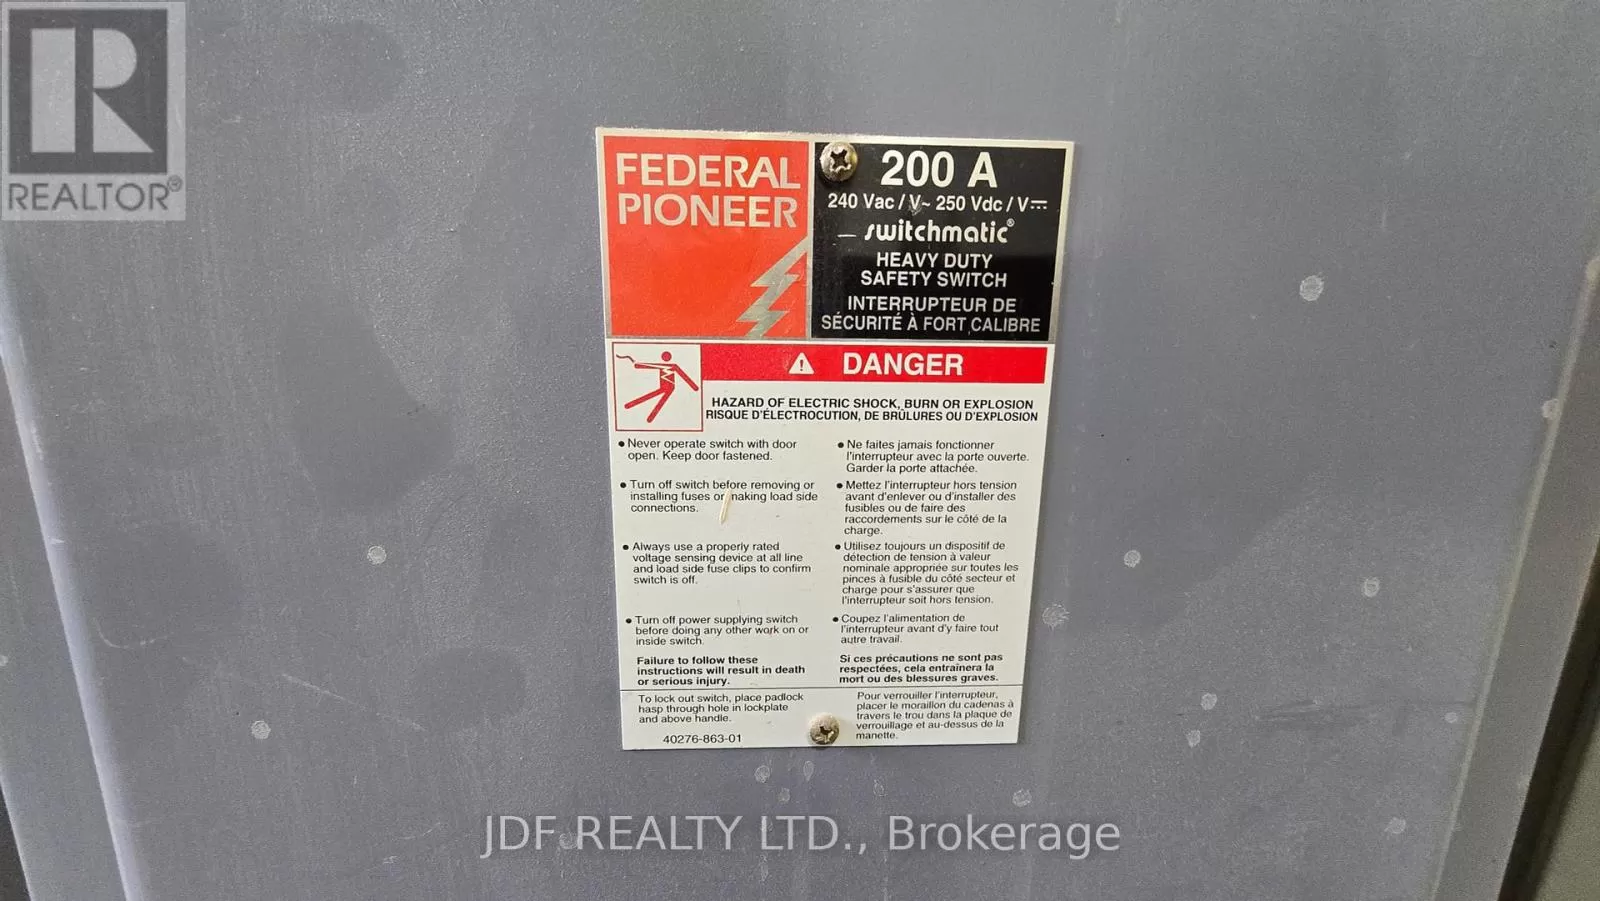 REALTOR®
FEDERAL
PIONEER
200 A
240 Vac / V~ 250 Vdc / V⎓
switchmatic®
HEAVY DUTY
SAFETY SWITCH
INTERRUPTEUR DE
SÉCURITÉ À FORT CALIBRE
⚠ DANGER
HAZARD OF ELECTRIC SHOCK, BURN OR EXPLOSION
RISQUE D'ÉLECTROCUTION, DE BRÛLURES OU D'EXPLOSION
• Never operate switch with door
open. Keep door fastened.
• Turn off switch before removing or
installing fuses or making load side
connections.
• Always use a properly rated
voltage sensing device at all line
and load side fuse clips to confirm
switch is off.
• Turn off power supplying switch
before doing any other work on or
inside switch.
Failure to follow these
instructions will result in death
or serious injury.
To lock out switch, place padlock
hasp through hole in lockplate
and above handle.
40276-863-01
• Ne faites jamais fonctionner
l'interrupteur avec la porte ouverte.
Garder la porte attachée.
• Mettez l'interrupteur hors tension
avant d'enlever ou d'installer des
fusibles ou de faire des
raccordements sur le côté de la
charge.
• Utilisez toujours un dispositif de
détection de tension à valeur
nominale appropriée sur toutes les
pinces à fusible du côté secteur et
charge pour s'assurer que
l'interrupteur soit hors tension.
• Coupez l'alimentation de
l'interrupteur avant d'y faire tout
autre travail.
Si ces précautions ne sont pas
respectées, cela entraînera la
mort ou des blessures graves.
Pour verrouiller l'interrupteur,
placer le moraillon du cadenas à
travers le trou dans la plaque de
verrouillage et au-dessus de la
manette.
JDF REALTY LTD., Brokerage